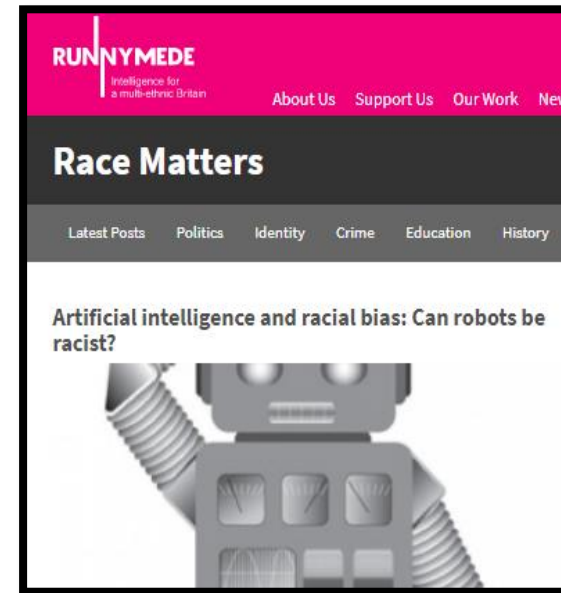 RUNNYMEDE
Intelligence for
a multi-ethnic Britain
About Us Support Us Our Work Nev
Race Matters
Latest Posts Politics Identity Crime Education History
Artificial intelligence and racial bias: Can robots be
racist?